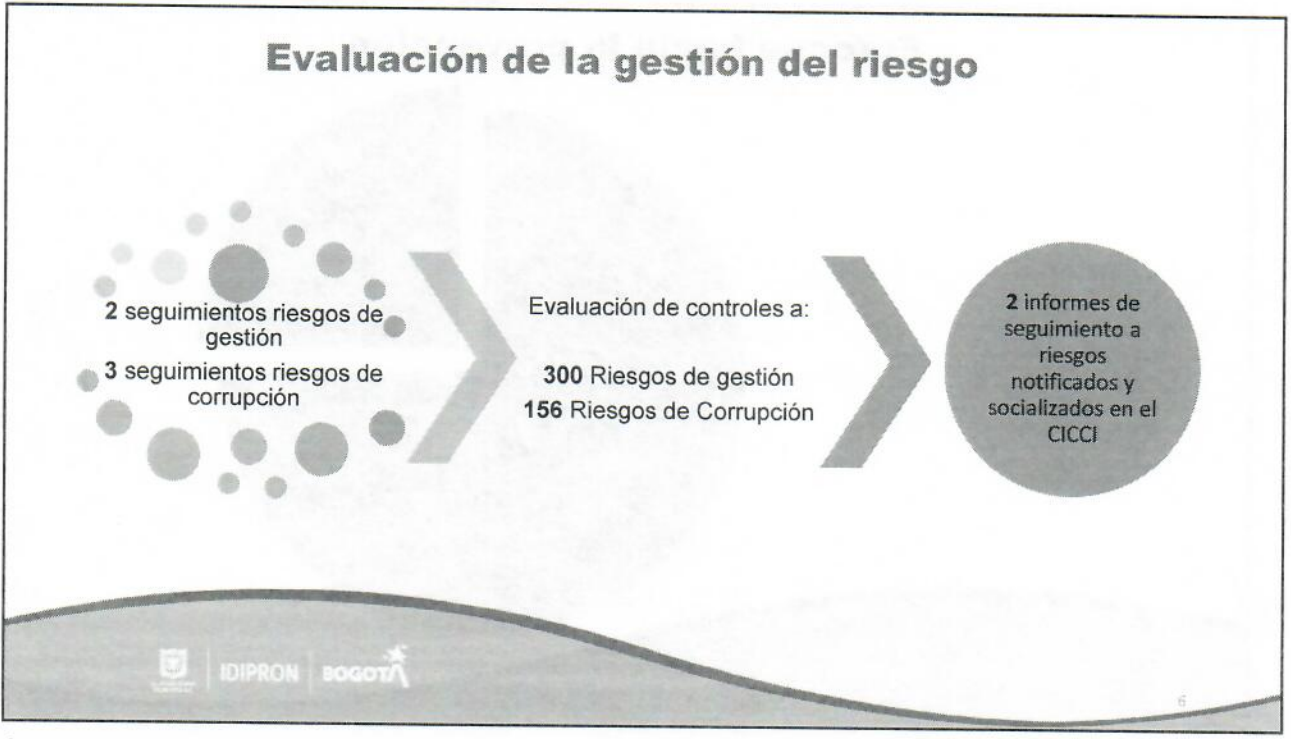 Evaluación de la gestión del riesgo
2 seguimientos riesgos de
gestión
3 seguimientos riesgos de
corrupción
Evaluación de controles a:
300 Riesgos de gestión
156 Riesgos de Corrupción
2 informes de
seguimiento a
riesgos
notificados y
socializados en el
CICCI
IDIPRON
BOGOTÁ
6